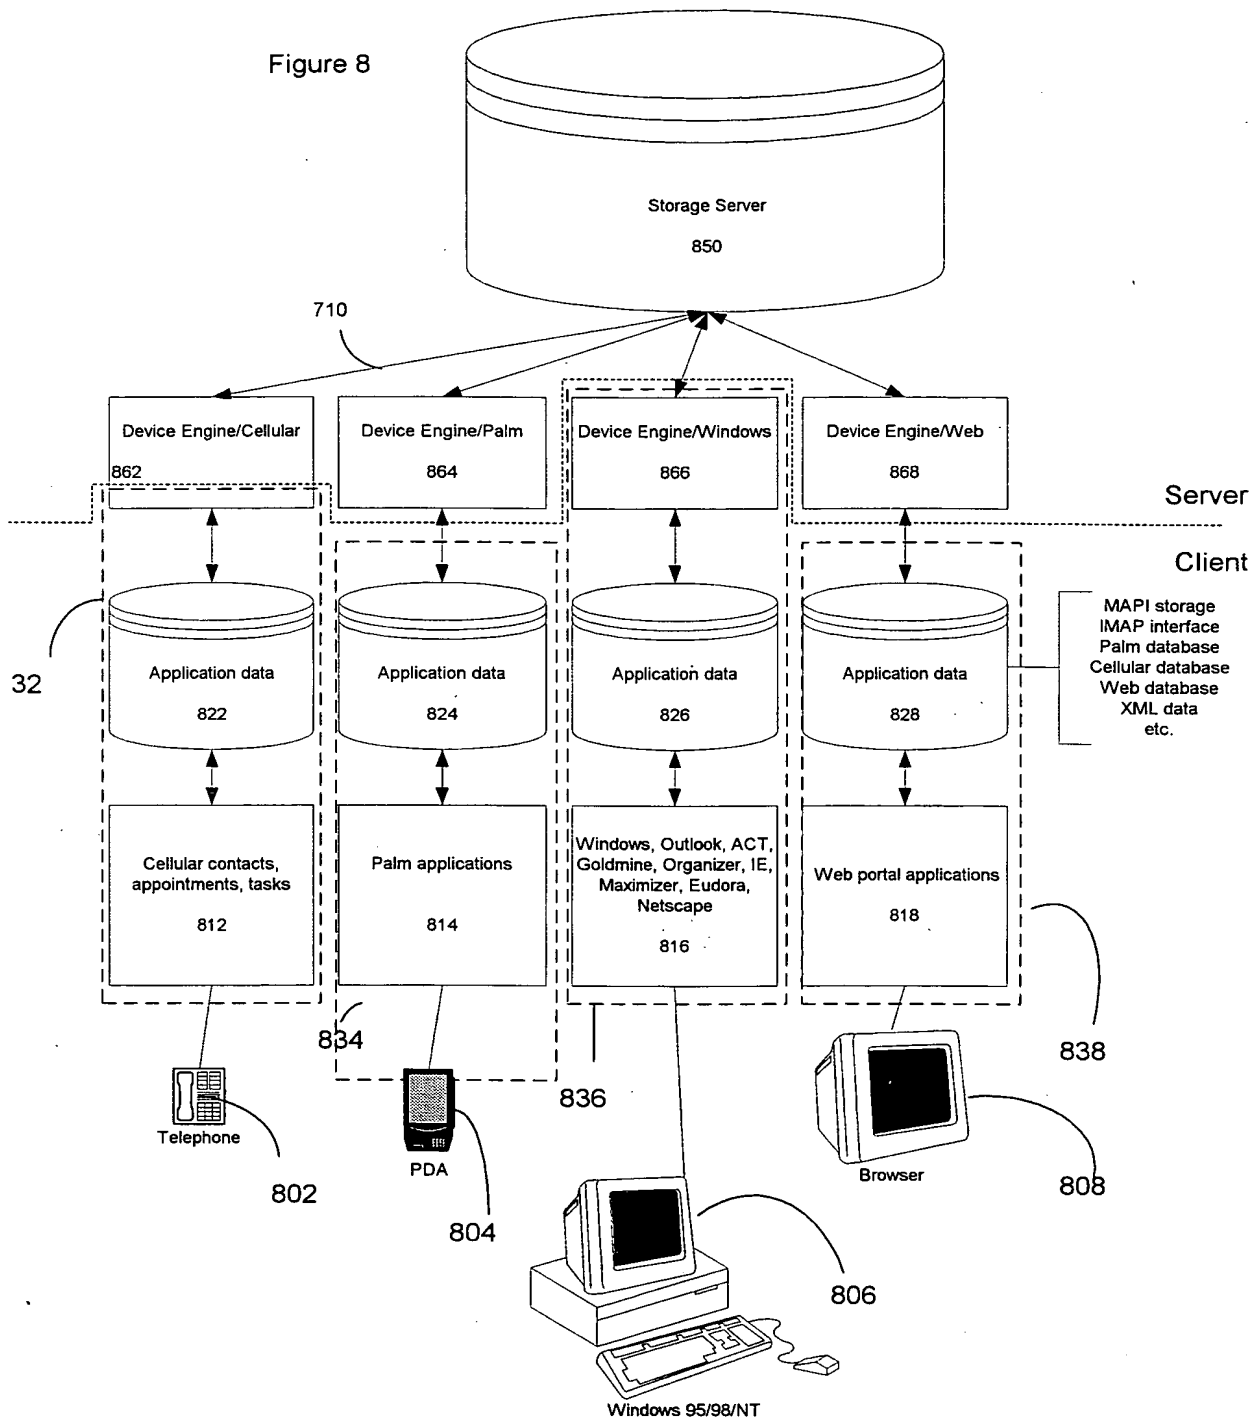 Figure 8
Storage Server
850
710
Device Engine/Cellular
862
Device Engine/Palm
864
Device Engine/Windows
866
Device Engine/Web
868
Server
Client
32
Application data
822
Application data
824
Application data
826
Application data
828
MAPI storage
IMAP interface
Palm database
Cellular database
Web database
XML data
etc.
Cellular contacts,
appointments, tasks
812
Palm applications
814
Windows, Outlook, ACT,
Goldmine, Organizer, IE,
Maximizer, Eudora,
Netscape
816
Web portal applications
818
834
836
838
Telephone
802
PDA
804
Browser
808
806
Windows 95/98/NT